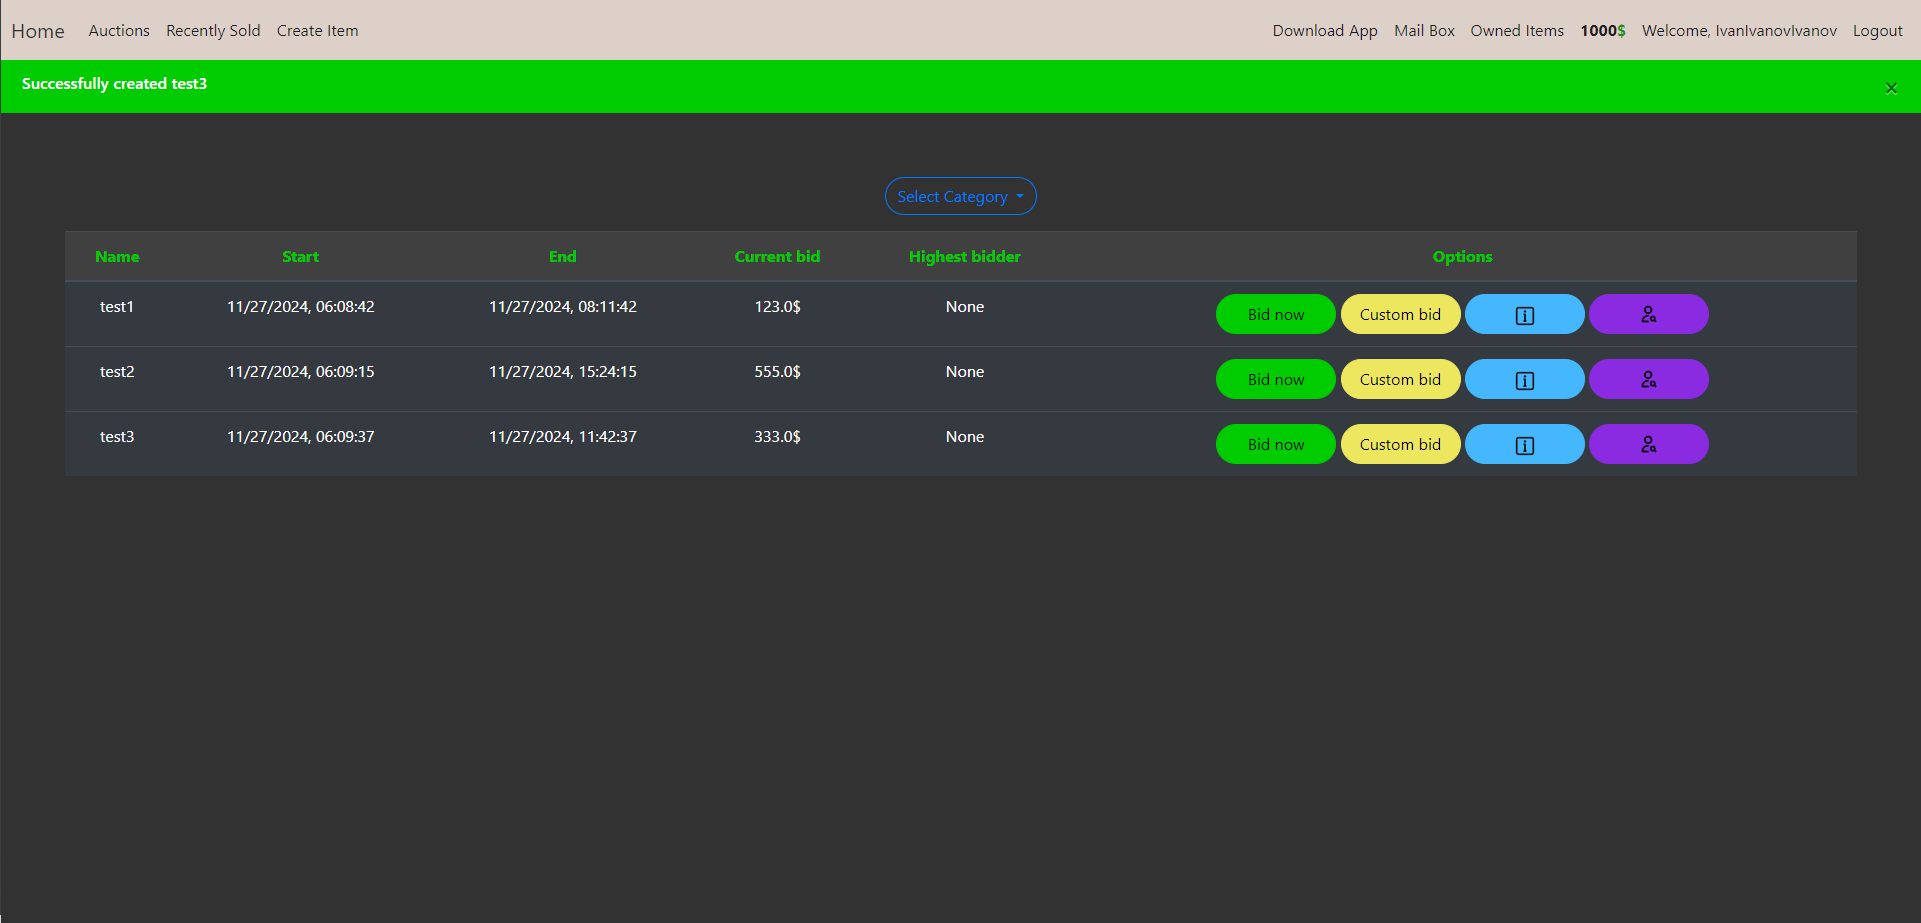 Home Auctions Recently Sold Create Item Download App Mail Box Owned Items 1000$ Welcome, IvanIvanovIvanov Logout
Successfully created test3 ×
Select Category
Name Start End Current bid Highest bidder Options
test1 11/27/2024, 06:08:42 11/27/2024, 08:11:42 123.0$ None Bid now Custom bid
test2 11/27/2024, 06:09:15 11/27/2024, 15:24:15 555.0$ None Bid now Custom bid
test3 11/27/2024, 06:09:37 11/27/2024, 11:42:37 333.0$ None Bid now Custom bid